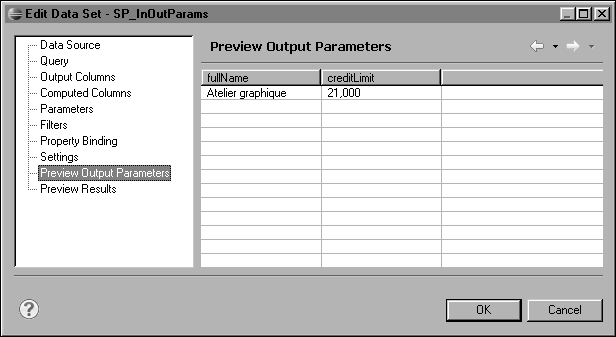 Edit Data Set - SP_InOutParams
Data Source
Query
Output Columns
Computed Columns
Parameters
Filters
Property Binding
Settings
Preview Output Parameters
Preview Results
Preview Output Parameters
fullName creditLimit
Atelier graphique 21,000
?
OK Cancel